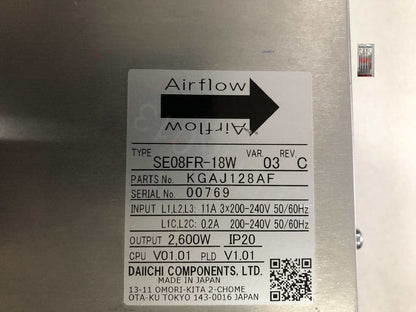 Airflow
Airflow
TYPE SE08FR-18W VAR. 03 REV C
PARTS No. KGAJ128AF
SERIAL No. 00769
INPUT L1,L2,L3: 11A 3×200-240V 50/60Hz
L1C,L2C: 0.2A 200-240V 50/60Hz
OUTPUT 2,600W IP20
CPU V01.01 PLD V1.01
DAIICHI COMPONENTS, LTD.
MADE IN JAPAN
13-11 OMORI-KITA 2-CHOME
OTA-KU TOKYO 143-0016 JAPAN